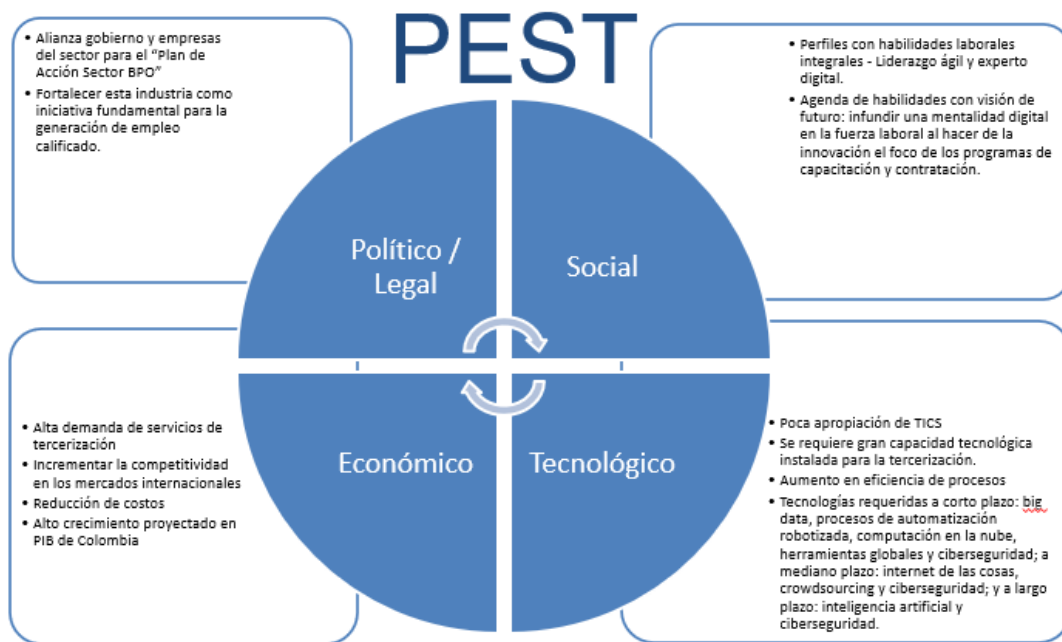 PEST
• Alianza gobierno y empresas
del sector para el “Plan de
Acción Sector BPO”
• Fortalecer esta industria como
iniciativa fundamental para la
generación de empleo
calificado.
• Perfiles con habilidades laborales
integrales - Liderazgo ágil y experto
digital.
• Agenda de habilidades con visión de
futuro: infundir una mentalidad digital
en la fuerza laboral al hacer de la
innovación el foco de los programas de
capacitación y contratación.
Político /
Legal
Social
Económico
Tecnológico
• Alta demanda de servicios de
tercerización
• Incrementar la competitividad
en los mercados internacionales
• Reducción de costos
• Alto crecimiento proyectado en
PIB de Colombia
• Poca apropiación de TICS
• Se requiere gran capacidad tecnológica
instalada para la tercerización.
• Aumento en eficiencia de procesos
• Tecnologías requeridas a corto plazo: big
data, procesos de automatización
robotizada, computación en la nube,
herramientas globales y ciberseguridad; a
mediano plazo: internet de las cosas,
crowdsourcing y ciberseguridad; y a largo
plazo: inteligencia artificial y
ciberseguridad.